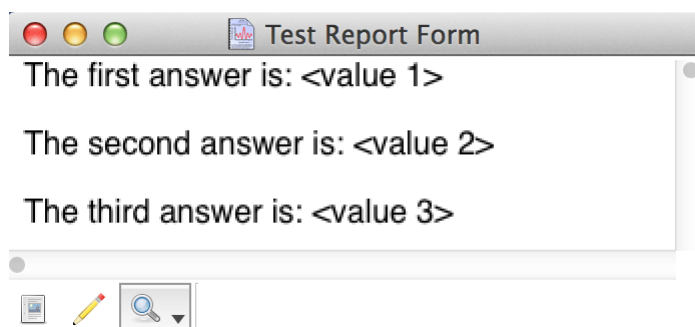 Test Report Form
The first answer is: <value 1>
The second answer is: <value 2>
The third answer is: <value 3>